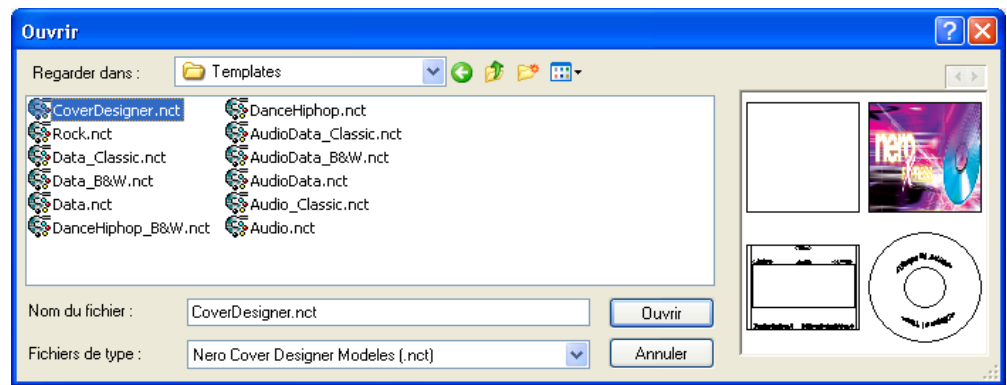 Ouvrir
Regarder dans :
Templates
CoverDesigner.nct
Rock.nct
Data_Classic.nct
Data_B&W.nct
Data.nct
DanceHiphop_B&W.nct
DanceHiphop.nct
AudioData_Classic.nct
AudioData_B&W.nct
AudioData.nct
Audio_Classic.nct
Audio.nct
nero
Nom du fichier :
CoverDesigner.nct
Ouvrir
Fichiers de type :
Nero Cover Designer Modeles (.nct)
Annuler